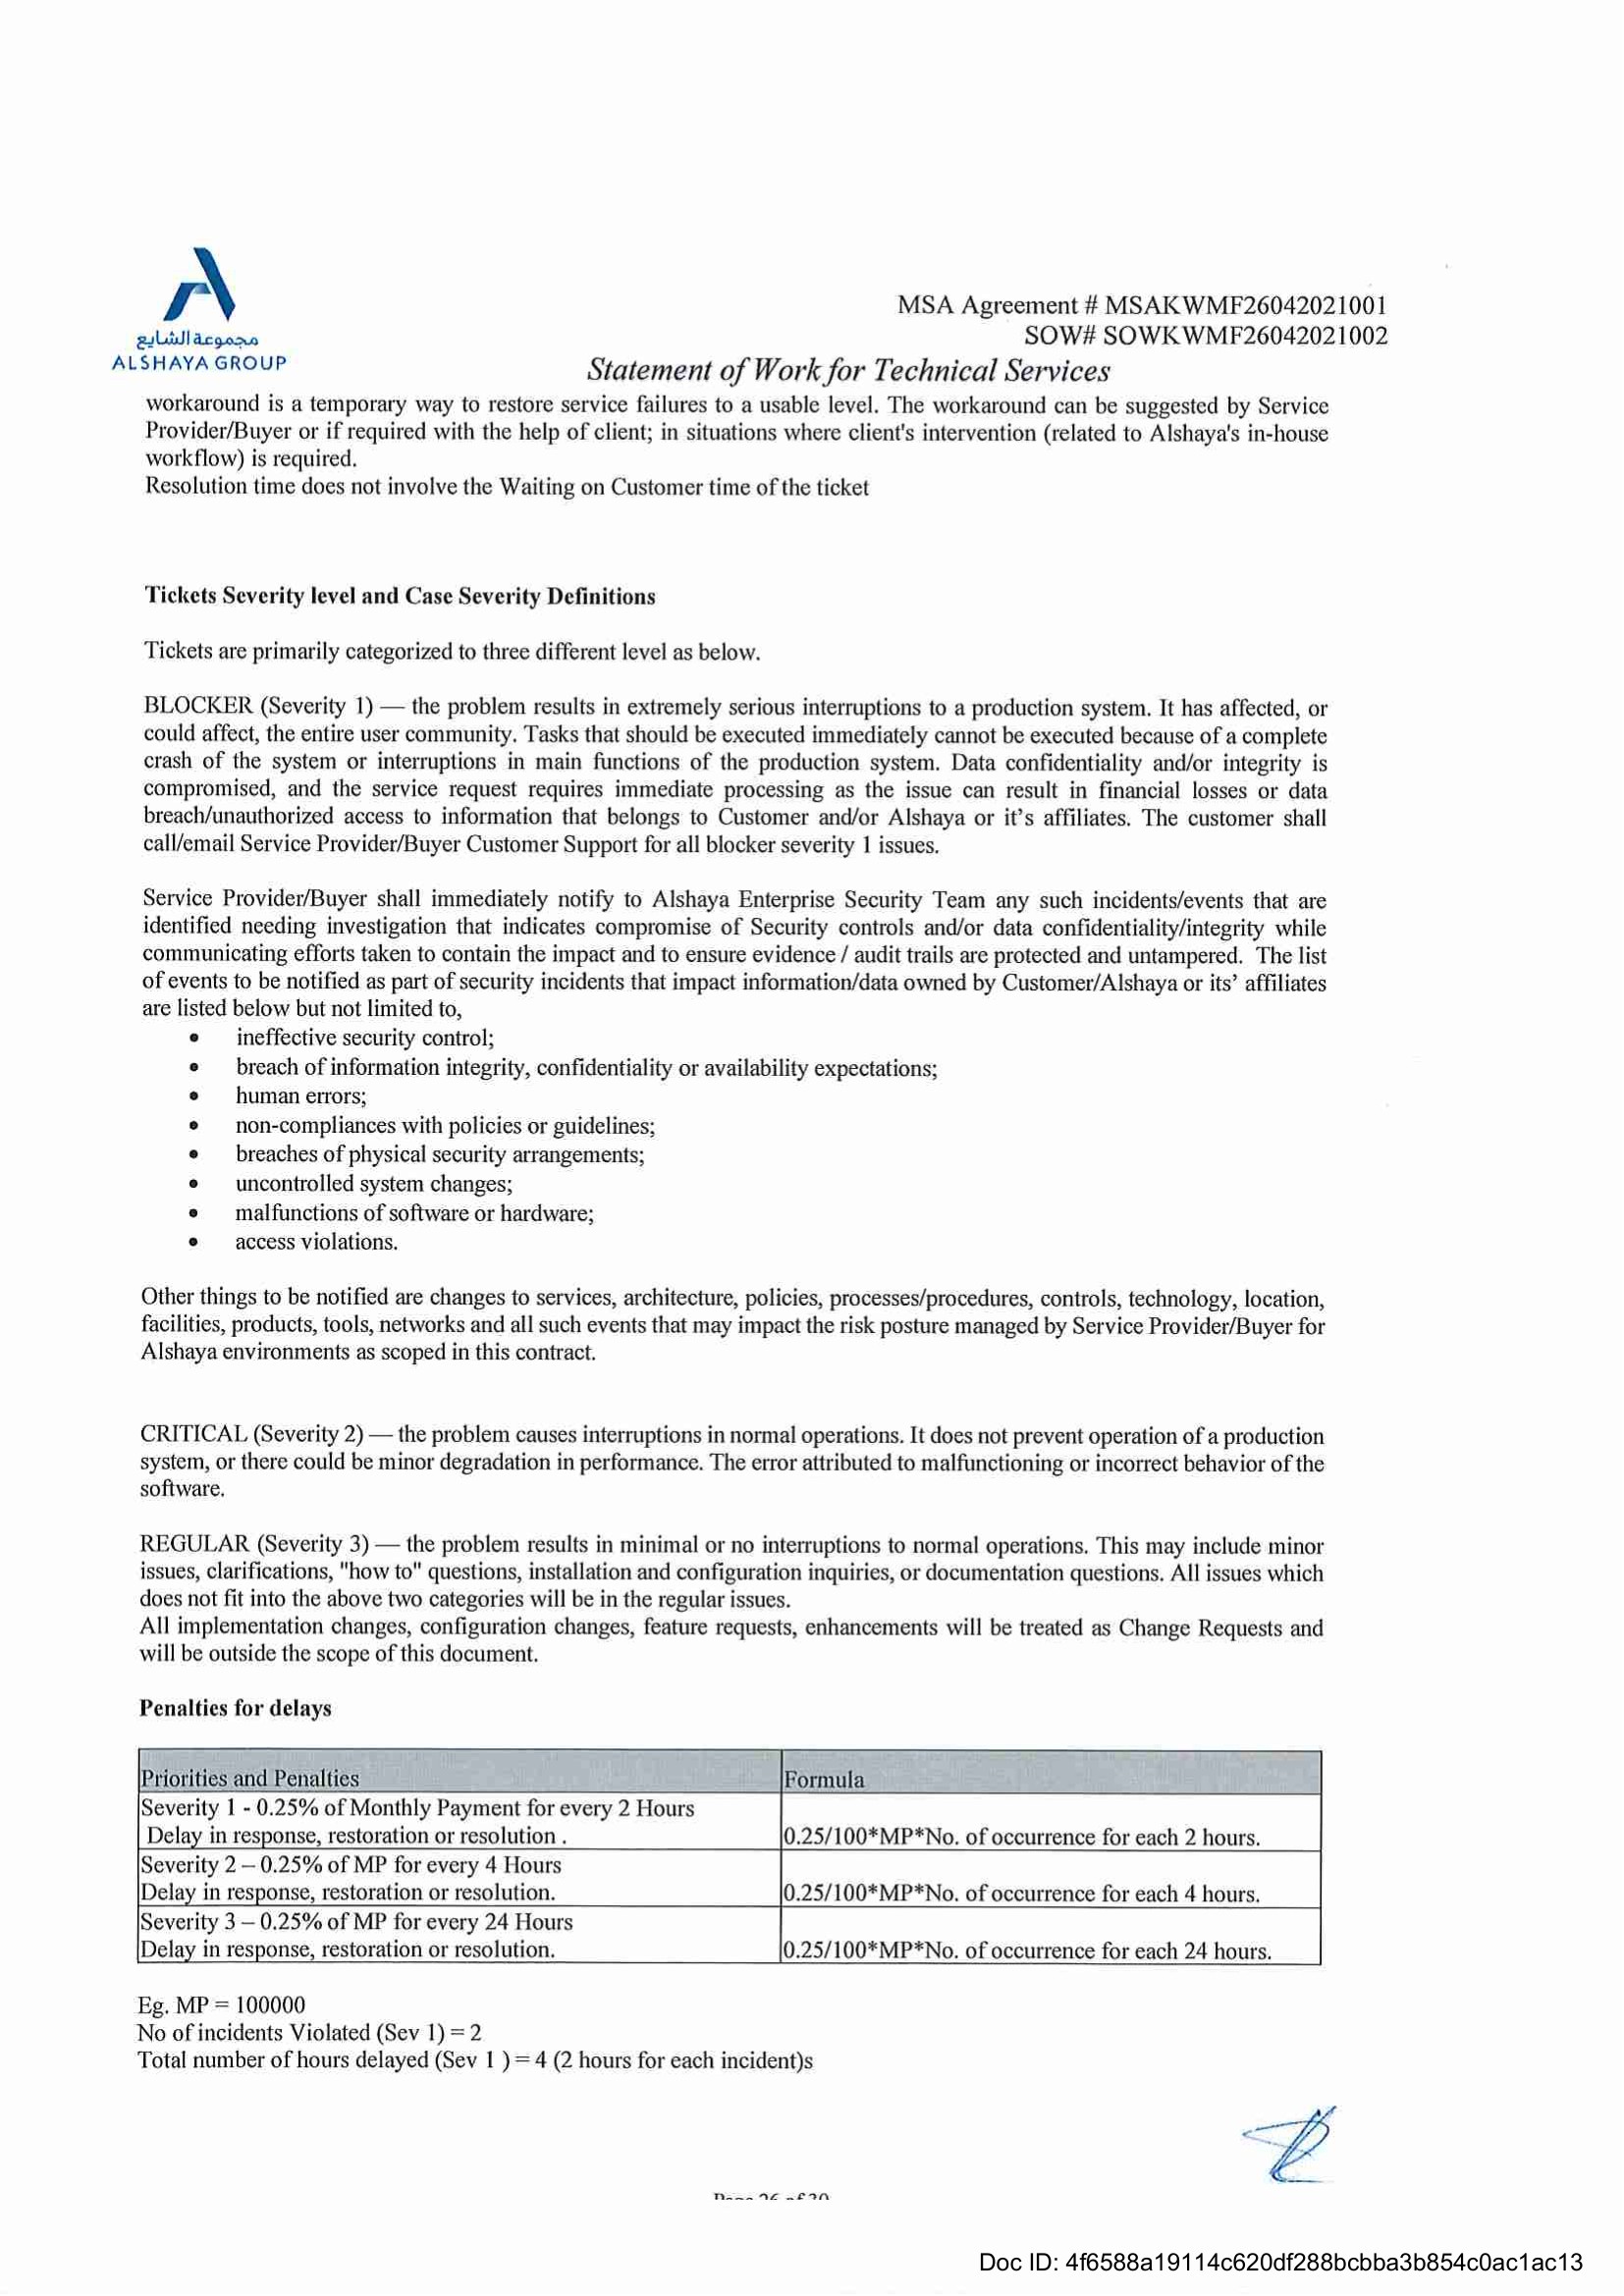 مجموعة الشايع
ALSHAYA GROUP
MSA Agreement # MSAKWMF26042021001
SOW# SOWKWMF26042021002
Statement of Work for Technical Services
workaround is a temporary way to restore service failures to a usable level. The workaround can be suggested by Service
Provider/Buyer or if required with the help of client; in situations where client's intervention (related to Alshaya's in-house
workflow) is required.
Resolution time does not involve the Waiting on Customer time of the ticket
Tickets Severity level and Case Severity Definitions
Tickets are primarily categorized to three different level as below.
BLOCKER (Severity 1) — the problem results in extremely serious interruptions to a production system. It has affected, or
could affect, the entire user community. Tasks that should be executed immediately cannot be executed because of a complete
crash of the system or interruptions in main functions of the production system. Data confidentiality and/or integrity is
compromised, and the service request requires immediate processing as the issue can result in financial losses or data
breach/unauthorized access to information that belongs to Customer and/or Alshaya or it's affiliates. The customer shall
call/email Service Provider/Buyer Customer Support for all blocker severity 1 issues.
Service Provider/Buyer shall immediately notify to Alshaya Enterprise Security Team any such incidents/events that are
identified needing investigation that indicates compromise of Security controls and/or data confidentiality/integrity while
communicating efforts taken to contain the impact and to ensure evidence / audit trails are protected and untampered. The list
of events to be notified as part of security incidents that impact information/data owned by Customer/Alshaya or its' affiliates
are listed below but not limited to,
• ineffective security control;
• breach of information integrity, confidentiality or availability expectations;
• human errors;
• non-compliances with policies or guidelines;
• breaches of physical security arrangements;
• uncontrolled system changes;
• malfunctions of software or hardware;
• access violations.
Other things to be notified are changes to services, architecture, policies, processes/procedures, controls, technology, location,
facilities, products, tools, networks and all such events that may impact the risk posture managed by Service Provider/Buyer for
Alshaya environments as scoped in this contract.
CRITICAL (Severity 2) — the problem causes interruptions in normal operations. It does not prevent operation of a production
system, or there could be minor degradation in performance. The error attributed to malfunctioning or incorrect behavior of the
software.
REGULAR (Severity 3) — the problem results in minimal or no interruptions to normal operations. This may include minor
issues, clarifications, "how to" questions, installation and configuration inquiries, or documentation questions. All issues which
does not fit into the above two categories will be in the regular issues.
All implementation changes, configuration changes, feature requests, enhancements will be treated as Change Requests and
will be outside the scope of this document.
Penalties for delays
Priorities and Penalties Formula
Severity 1 - 0.25% of Monthly Payment for every 2 Hours
Delay in response, restoration or resolution . 0.25/100*MP*No. of occurrence for each 2 hours.
Severity 2 – 0.25% of MP for every 4 Hours
Delay in response, restoration or resolution. 0.25/100*MP*No. of occurrence for each 4 hours.
Severity 3 – 0.25% of MP for every 24 Hours
Delay in response, restoration or resolution. 0.25/100*MP*No. of occurrence for each 24 hours.
Eg. MP = 100000
No of incidents Violated (Sev 1) = 2
Total number of hours delayed (Sev 1 ) = 4 (2 hours for each incident)s
Doc ID: 4f6588a19114c620df288bcbba3b854c0ac1ac13